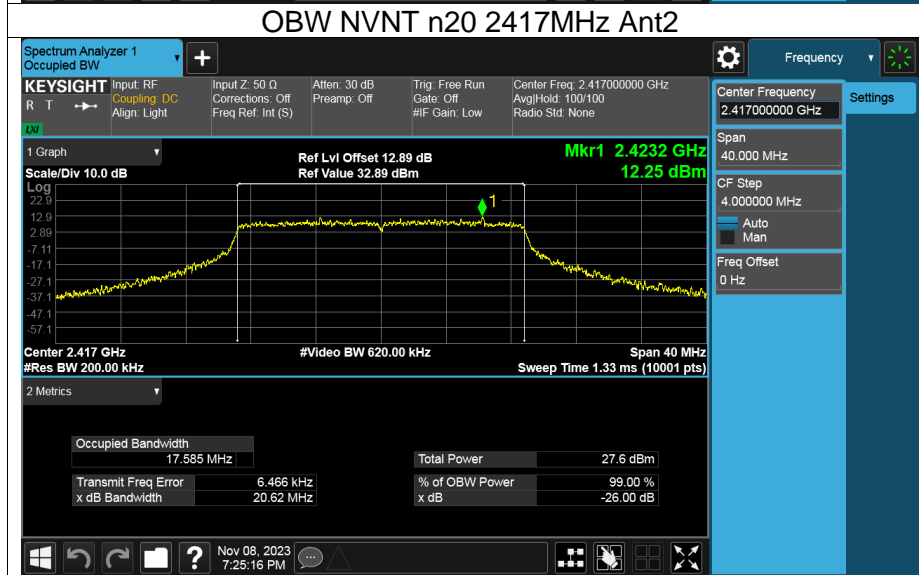 OBW NVNT n20 2417MHz Ant2
Spectrum Analyzer 1
Occupied BW
+
Frequency
KEYSIGHT
R T
LXI
Input: RF
Coupling: DC
Align: Light
Input Z: 50 Ω
Corrections: Off
Freq Ref: Int (S)
Atten: 30 dB
Preamp: Off
Trig: Free Run
Gate: Off
#IF Gain: Low
Center Freq: 2.417000000 GHz
Avg|Hold: 100/100
Radio Std: None
Center Frequency
2.417000000 GHz
Settings
Span
40.000 MHz
CF Step
4.000000 MHz
Auto
Man
Freq Offset
0 Hz
1 Graph
Scale/Div 10.0 dB
Ref Lvl Offset 12.89 dB
Ref Value 32.89 dBm
Mkr1 2.4232 GHz
12.25 dBm
Log
22.9
12.9
2.89
-7.11
-17.1
-27.1
-37.1
-47.1
-57.1
1
Center 2.417 GHz
#Video BW 620.00 kHz
Span 40 MHz
#Res BW 200.00 kHz
Sweep Time 1.33 ms (10001 pts)
2 Metrics
Occupied Bandwidth
17.585 MHz
Total Power 27.6 dBm
Transmit Freq Error 6.466 kHz
% of OBW Power 99.00 %
x dB Bandwidth 20.62 MHz
x dB -26.00 dB
?
Nov 08, 2023
7:25:16 PM